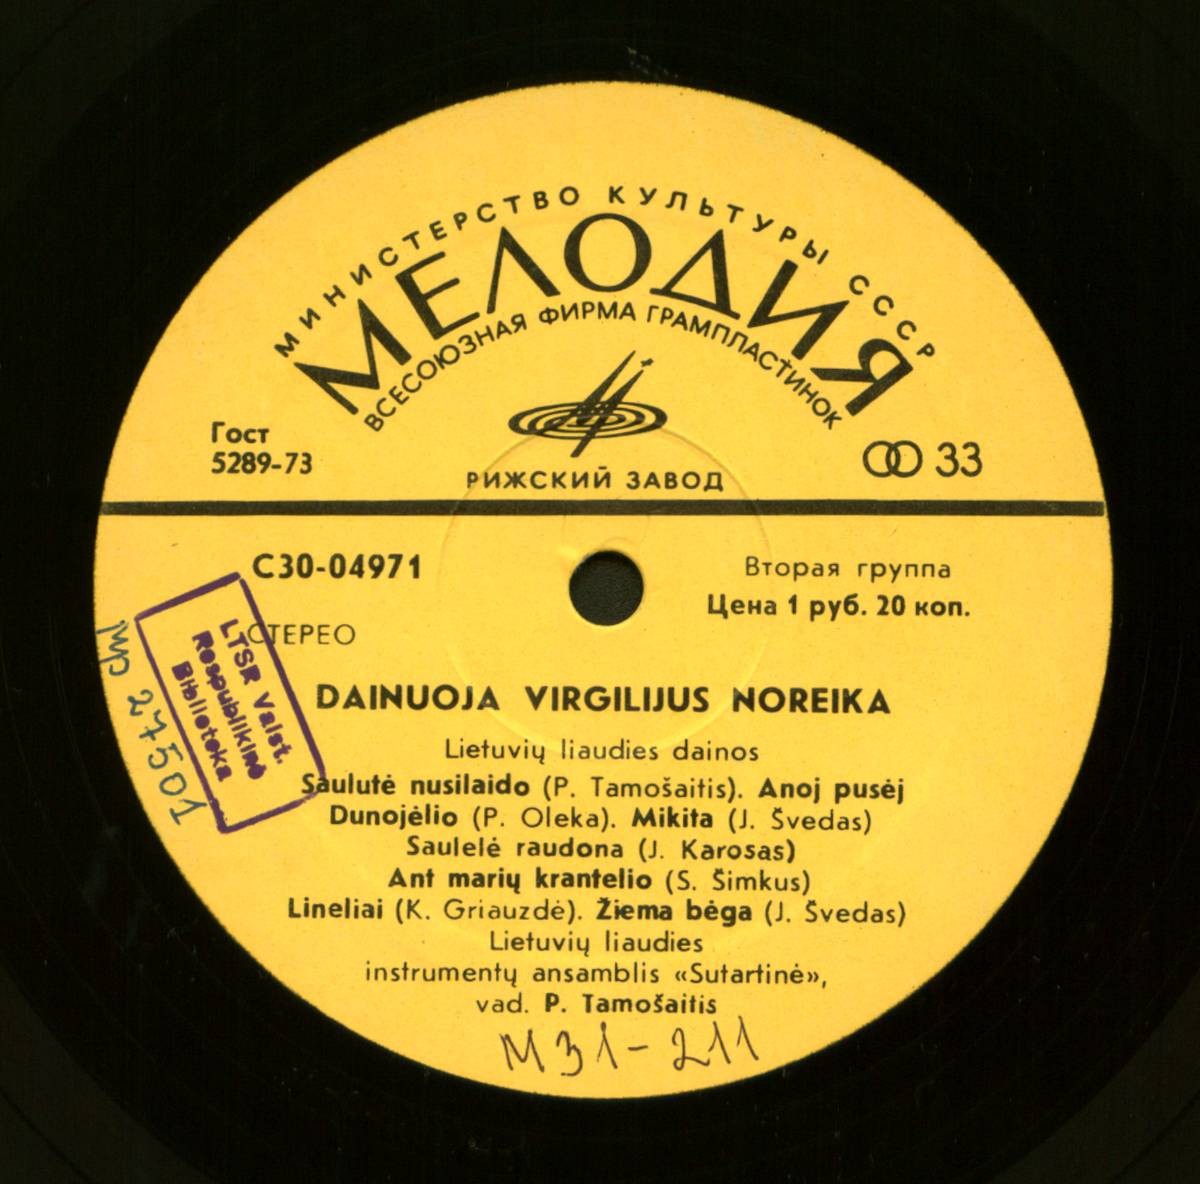 МИНИСТЕРСТВО КУЛЬТУРЫ СССР
МЕЛОДИЯ
ВСЕСОЮЗНАЯ ФИРМА ГРАМПЛАСТИНОК
Гост
5289-73
РИЖСКИЙ ЗАВОД
33
С30-04971
Вторая группа
Цена 1 руб. 20 коп.
СТЕРЕО
LTSR Valst.
Respublikinė
Biblioteka
27501
DAINUOJA VIRGILIJUS NOREIKA
Lietuvių liaudies dainos
Saulutė nusilaido (P. Tamošaitis). Anoj pusėj
Dunojėlio (P. Oleka). Mikita (J. Švedas)
Saulelė raudona (J. Karosas)
Ant marių krantelio (S. Šimkus)
Lineliai (K. Griauzdė). Žiema bėga (J. Švedas)
Lietuvių liaudies
instrumentų ansamblis «Sutartinė»,
vad. P. Tamošaitis
М31-211